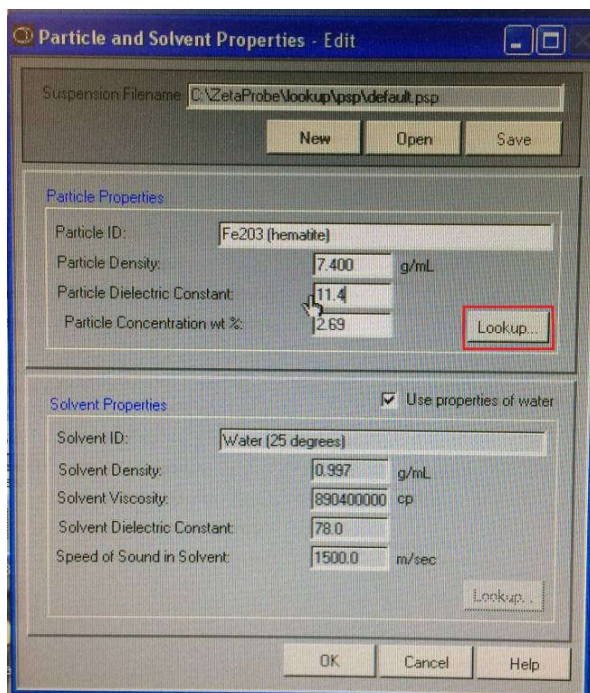 Particle and Solvent Properties - Edit
Suspension Filename: C:\ZetaProbe\lookup\psp\default.psp
New Open Save
Particle Properties
Particle ID: Fe203 (hematite)
Particle Density: 7.400 g/mL
Particle Dielectric Constant: 11.4
Particle Concentration wt %: 2.69
Lookup...
Solvent Properties
Use properties of water
Solvent ID: Water (25 degrees)
Solvent Density: 0.997 g/mL
Solvent Viscosity: 890400000 cp
Solvent Dielectric Constant: 78.0
Speed of Sound in Solvent: 1500.0 m/sec
Lookup...
OK Cancel Help